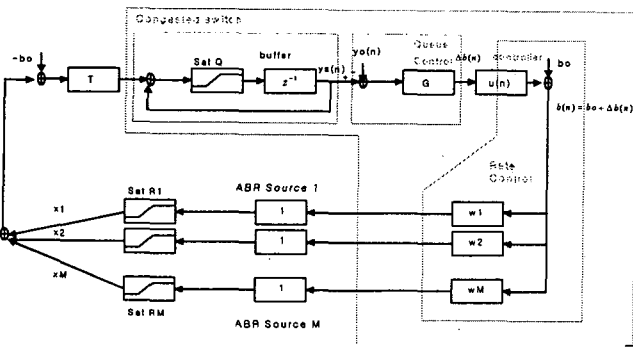 Congested switch
-bo
T
Sat Q
buffer
z⁻¹
ys(n)
+
-
yo(n)
Queue
Control
G
Δb(n)
controller
u(n)
bo
b(n) = bo + Δb(n)
Rate
Control
x1
Sat R1
ABR Source 1
1
w1
x2
1
w2
xM
Sat RM
1
ABR Source M
wM